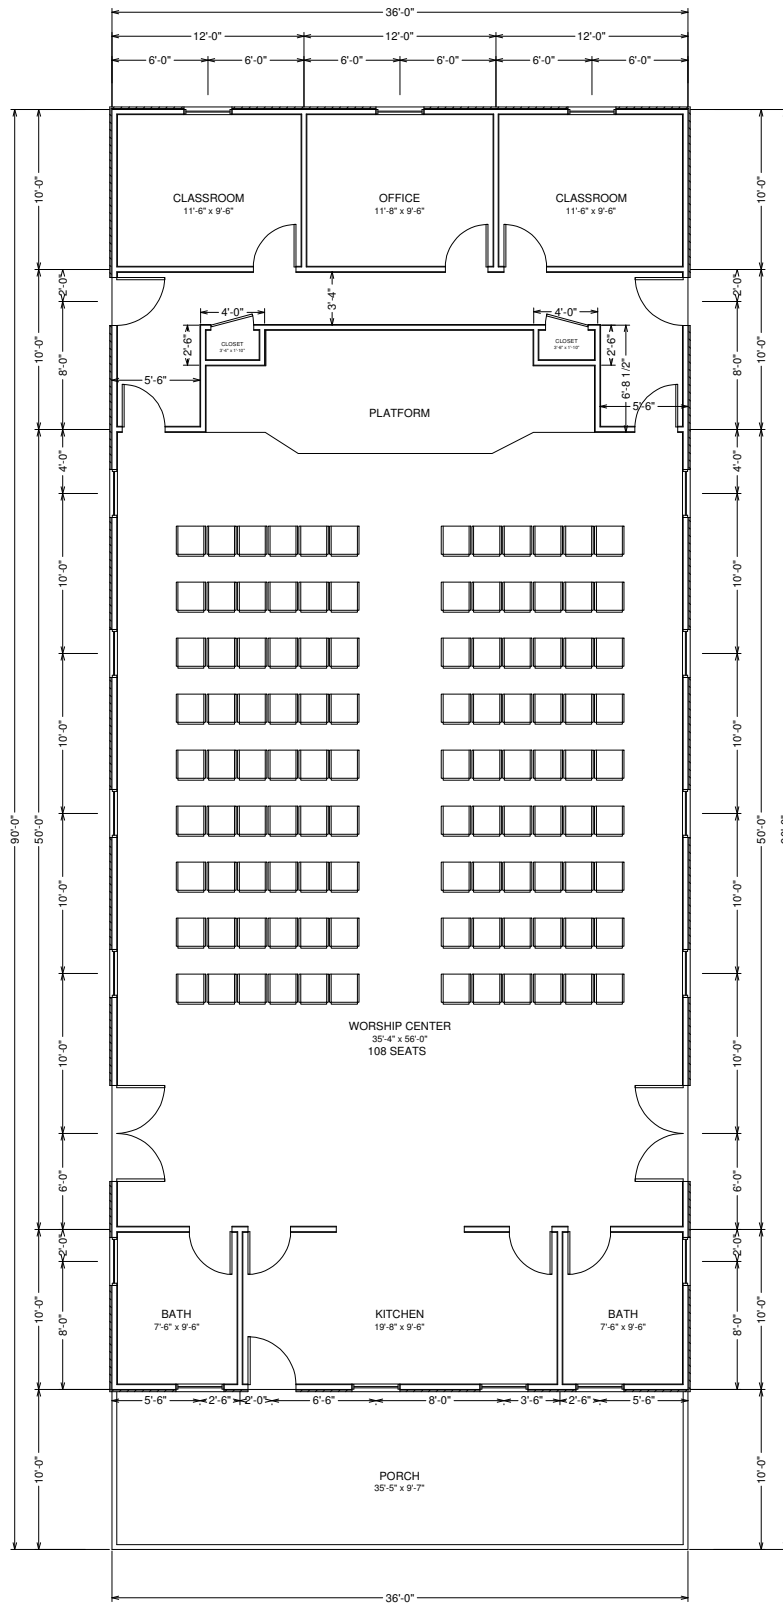 36'-0"
12'-0" 12'-0" 12'-0"
6'-0" 6'-0" 6'-0" 6'-0" 6'-0" 6'-0"
CLASSROOM
11'-6" x 9'-6"
OFFICE
11'-8" x 9'-6"
CLASSROOM
11'-6" x 9'-6"
10'-0"
10'-0"
2'-0"
2'-0"
3'-4"
4'-0"
4'-0"
10'-0"
8'-0"
2'-6"
CLOSET
CLOSET
2'-6"
6'-8 1/2"
8'-0"
10'-0"
5'-6"
5'-6"
PLATFORM
4'-0"
4'-0"
10'-0"
10'-0"
10'-0"
10'-0"
90'-0"
50'-0"
10'-0"
10'-0"
50'-0"
10'-0"
10'-0"
WORSHIP CENTER
35'-4" x 56'-0"
108 SEATS
6'-0"
6'-0"
2'-0"
2'-0"
10'-0"
8'-0"
BATH
7'-6" x 9'-6"
KITCHEN
19'-8" x 9'-6"
BATH
7'-6" x 9'-6"
8'-0"
10'-0"
5'-6" 2'-6" 2'-0" 6'-6" 8'-0" 3'-6" 2'-6" 5'-6"
10'-0"
PORCH
35'-5" x 9'-7"
10'-0"
36'-0"